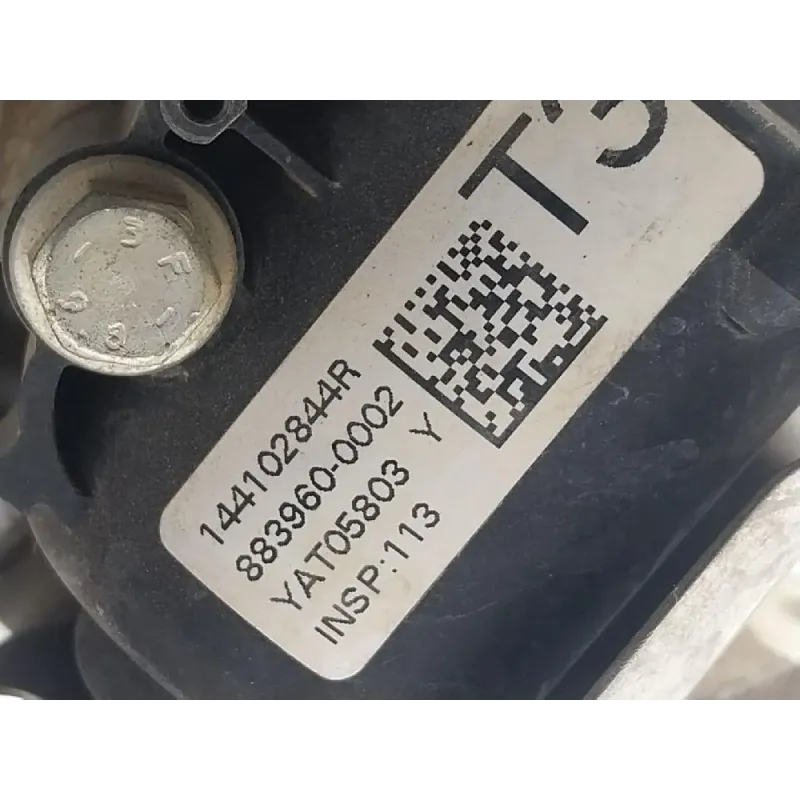 T3
144102844R
883960-0002
YAT05803 Y
INSP:113